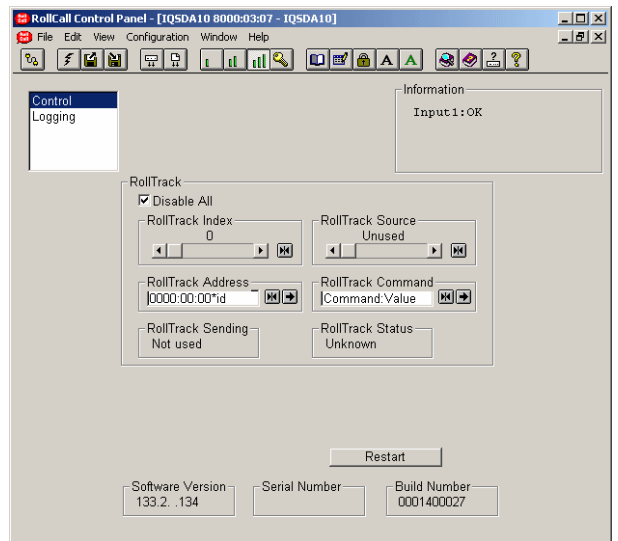 RollCall Control Panel - [IQSDA10 8000:03:07 - IQSDA10]
File Edit View Configuration Window Help
A A
Control
Logging
Information
Input1:OK
RollTrack
Disable All
RollTrack Index
0
RollTrack Source
Unused
RollTrack Address
0000:00:00*id
RollTrack Command
Command:Value
RollTrack Sending
Not used
RollTrack Status
Unknown
Restart
Software Version
133.2. .134
Serial Number
Build Number
0001400027